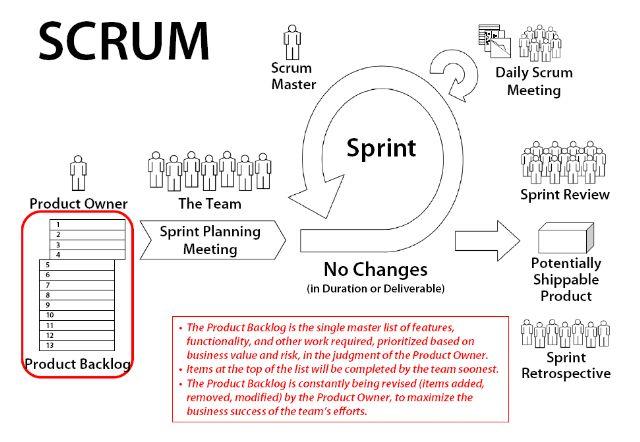 SCRUM
Scrum
Master
Daily Scrum
Meeting
Sprint
Product Owner
The Team
Sprint Review
1
2
3
4
5
6
7
8
9
10
11
12
13
Product Backlog
Sprint Planning
Meeting
No Changes
(in Duration or Deliverable)
Potentially
Shippable
Product
• The Product Backlog is the single master list of features,
functionality, and other work required, prioritized based on
business value and risk, in the judgment of the Product Owner.
• Items at the top of the list will be completed by the team soonest.
• The Product Backlog is constantly being revised (items added,
removed, modified) by the Product Owner, to maximize the
business success of the team's efforts.
Sprint
Retrospective